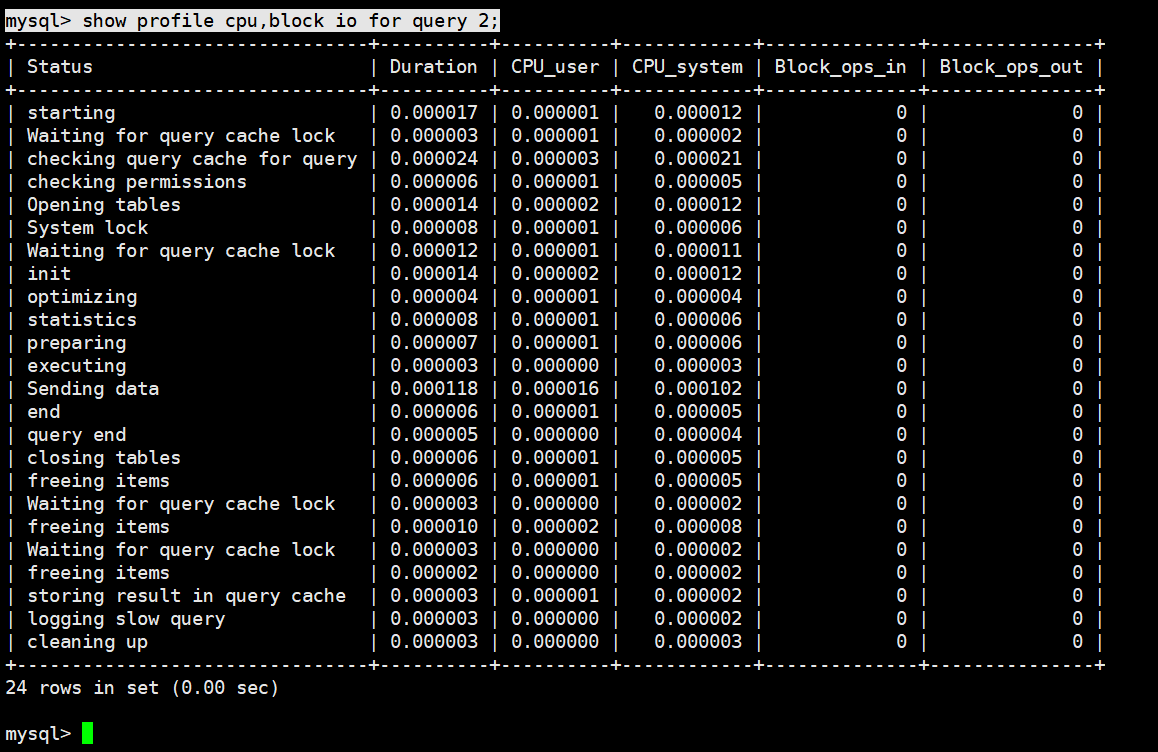 mysql> show profile cpu,block io for query 2;
+--------------------------------+----------+----------+------------+--------------+---------------+
| Status                         | Duration | CPU_user | CPU_system | Block_ops_in | Block_ops_out |
+--------------------------------+----------+----------+------------+--------------+---------------+
| starting                       | 0.000017 | 0.000001 |   0.000012 |            0 |             0 |
| Waiting for query cache lock   | 0.000003 | 0.000001 |   0.000002 |            0 |             0 |
| checking query cache for query | 0.000024 | 0.000003 |   0.000021 |            0 |             0 |
| checking permissions           | 0.000006 | 0.000001 |   0.000005 |            0 |             0 |
| Opening tables                 | 0.000014 | 0.000002 |   0.000012 |            0 |             0 |
| System lock                    | 0.000008 | 0.000001 |   0.000006 |            0 |             0 |
| Waiting for query cache lock   | 0.000012 | 0.000001 |   0.000011 |            0 |             0 |
| init                           | 0.000014 | 0.000002 |   0.000012 |            0 |             0 |
| optimizing                     | 0.000004 | 0.000001 |   0.000004 |            0 |             0 |
| statistics                     | 0.000008 | 0.000001 |   0.000006 |            0 |             0 |
| preparing                      | 0.000007 | 0.000001 |   0.000006 |            0 |             0 |
| executing                      | 0.000003 | 0.000000 |   0.000003 |            0 |             0 |
| Sending data                   | 0.000118 | 0.000016 |   0.000102 |            0 |             0 |
| end                            | 0.000006 | 0.000001 |   0.000005 |            0 |             0 |
| query end                      | 0.000005 | 0.000000 |   0.000004 |            0 |             0 |
| closing tables                 | 0.000006 | 0.000001 |   0.000005 |            0 |             0 |
| freeing items                  | 0.000006 | 0.000001 |   0.000005 |            0 |             0 |
| Waiting for query cache lock   | 0.000003 | 0.000000 |   0.000002 |            0 |             0 |
| freeing items                  | 0.000010 | 0.000002 |   0.000008 |            0 |             0 |
| Waiting for query cache lock   | 0.000003 | 0.000000 |   0.000002 |            0 |             0 |
| freeing items                  | 0.000002 | 0.000000 |   0.000002 |            0 |             0 |
| storing result in query cache  | 0.000003 | 0.000001 |   0.000002 |            0 |             0 |
| logging slow query             | 0.000003 | 0.000000 |   0.000002 |            0 |             0 |
| cleaning up                    | 0.000003 | 0.000000 |   0.000003 |            0 |             0 |
+--------------------------------+----------+----------+------------+--------------+---------------+
24 rows in set (0.00 sec)
mysql>